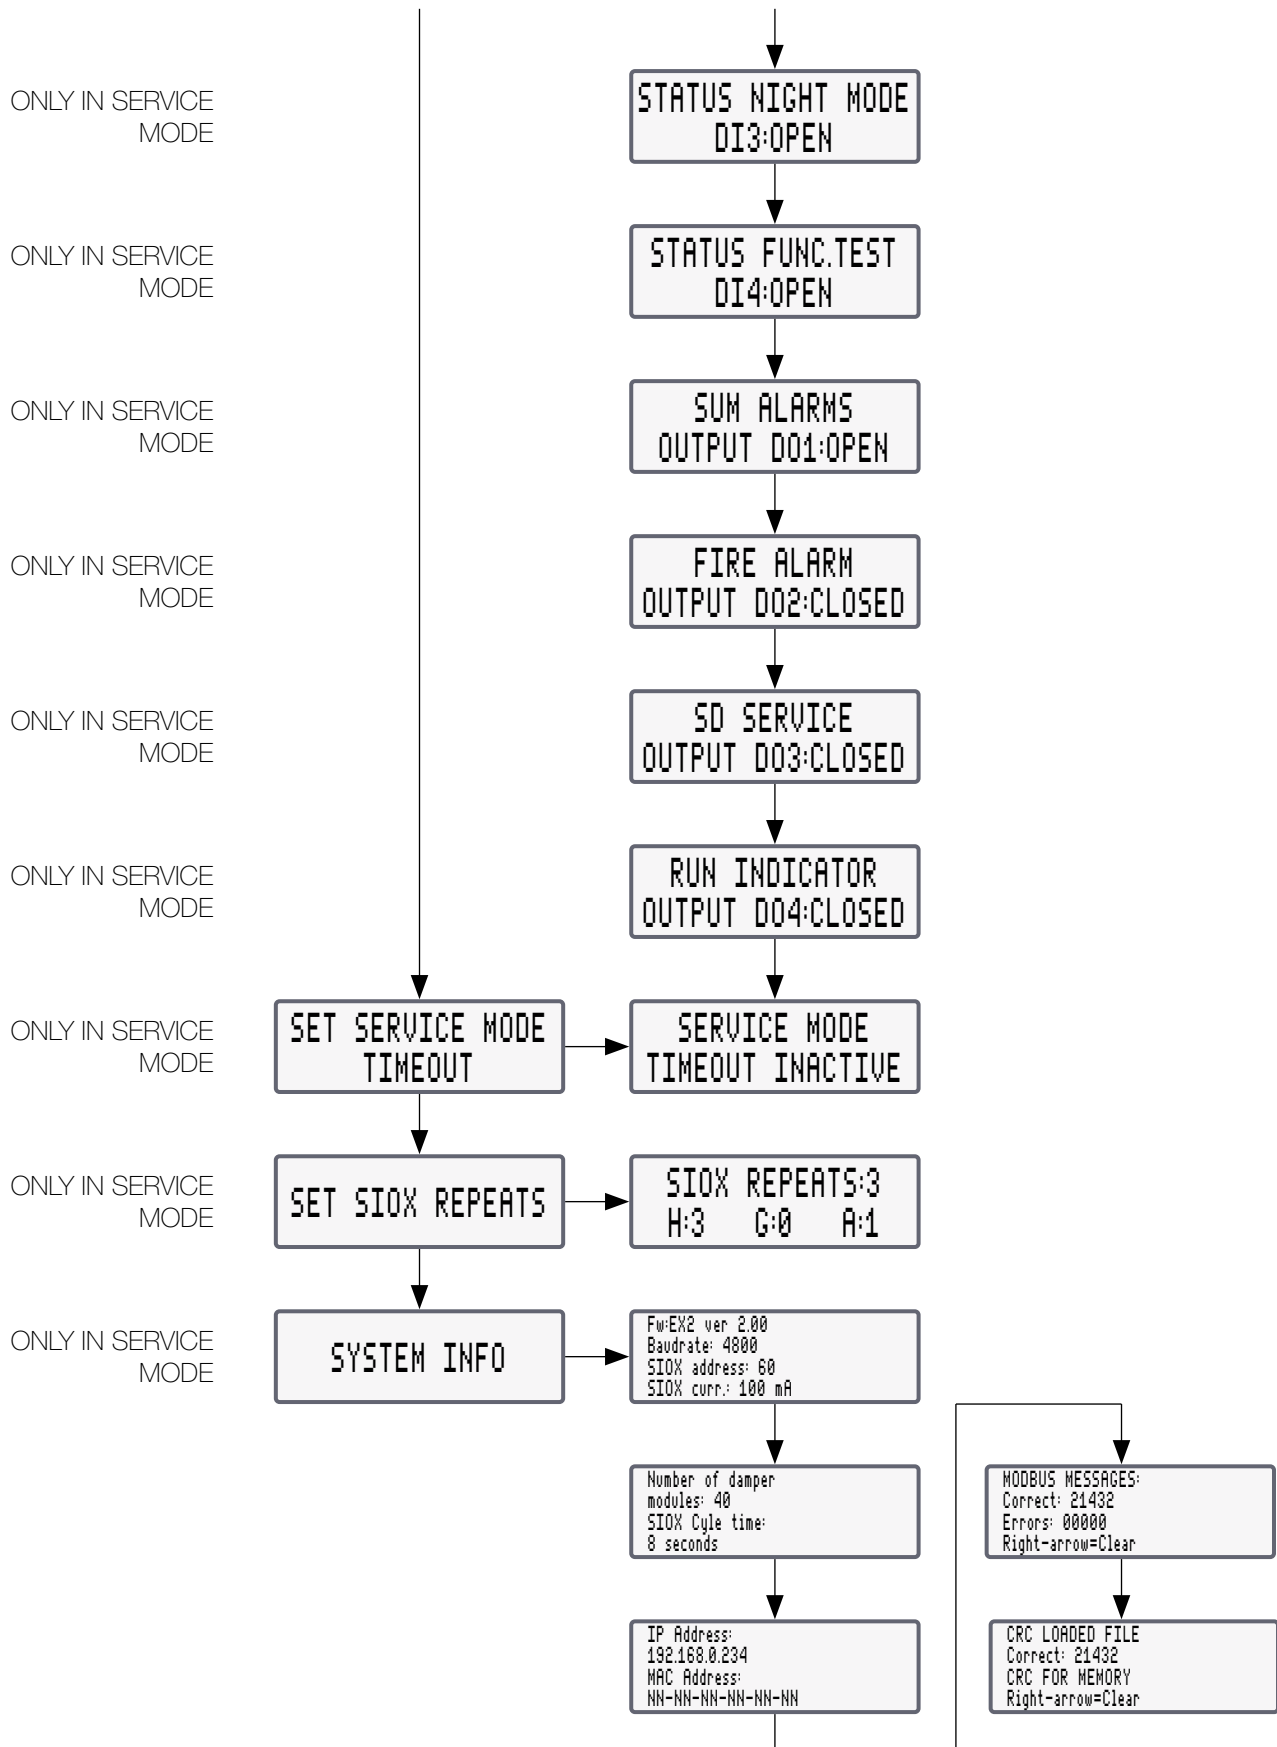 ONLY IN SERVICE
MODE
STATUS NIGHT MODE
DI3:OPEN
ONLY IN SERVICE
MODE
STATUS FUNC.TEST
DI4:OPEN
ONLY IN SERVICE
MODE
SUM ALARMS
OUTPUT DO1:OPEN
ONLY IN SERVICE
MODE
FIRE ALARM
OUTPUT DO2:CLOSED
ONLY IN SERVICE
MODE
SD SERVICE
OUTPUT DO3:CLOSED
ONLY IN SERVICE
MODE
RUN INDICATOR
OUTPUT DO4:CLOSED
ONLY IN SERVICE
MODE
SET SERVICE MODE
TIMEOUT
SERVICE MODE
TIMEOUT INACTIVE
ONLY IN SERVICE
MODE
SET SIOX REPEATS
SIOX REPEATS:3
H:3 G:0 A:1
ONLY IN SERVICE
MODE
SYSTEM INFO
Fw:EX2 ver 2.00
Baudrate: 4800
SIOX address: 60
SIOX curr.: 100 mA
Number of damper
modules: 40
SIOX Cyle time:
8 seconds
IP Address:
192.168.0.234
MAC Address:
NN-NN-NN-NN-NN-NN
MODBUS MESSAGES:
Correct: 21432
Errors: 00000
Right-arrow=Clear
CRC LOADED FILE
Correct: 21432
CRC FOR MEMORY
Right-arrow=Clear